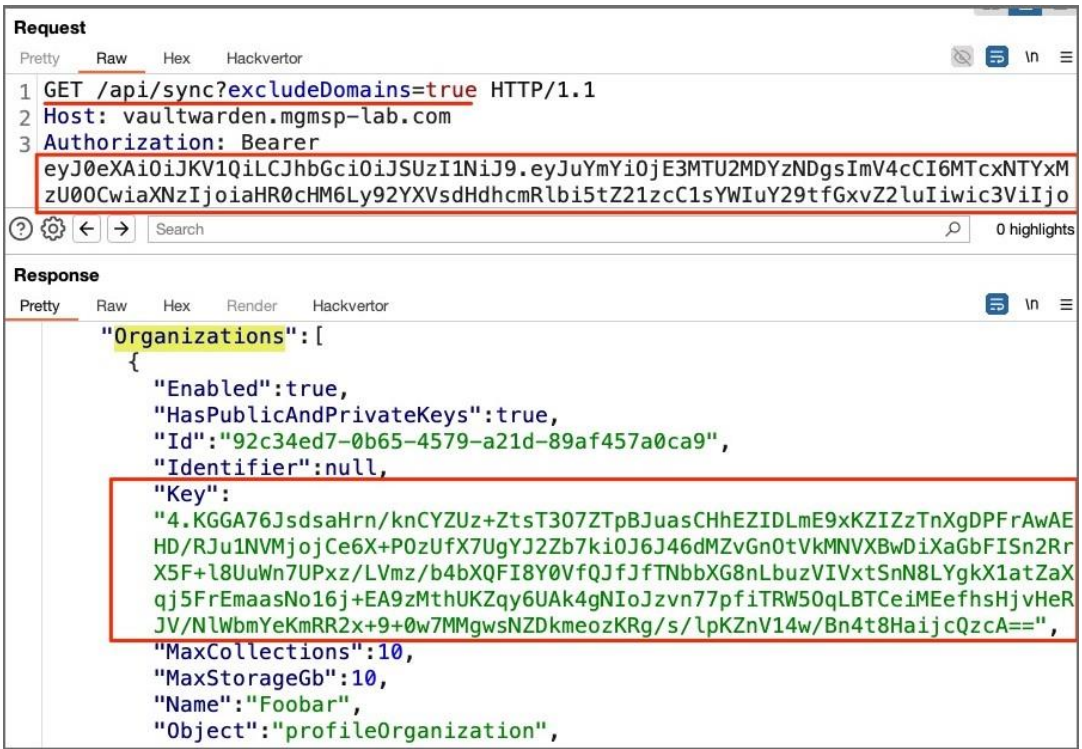 Request
Pretty Raw Hex Hackvertor \n
1 GET /api/sync?excludeDomains=true HTTP/1.1
2 Host: vaultwarden.mgmsp-lab.com
3 Authorization: Bearer
eyJ0eXAiOiJKV1QiLCJhbGciOiJSUzI1NiJ9.eyJuYmYiOjE3MTU2MDYzNDgsImV4cCI6MTcxNTYxM
zU0OCwiaXNzIjoiaHR0cHM6Ly92YXVsdHdhcmRlbi5tZ21zcC1sYWIuY29tfGxvZ2luIiwic3ViIjo
Search 0 highlights
Response
Pretty Raw Hex Render Hackvertor \n
"Organizations":[
{
"Enabled":true,
"HasPublicAndPrivateKeys":true,
"Id":"92c34ed7-0b65-4579-a21d-89af457a0ca9",
"Identifier":null,
"Key":
"4.KGGA76JsdsaHrn/knCYZUz+ZtsT3O7ZTpBJuasCHhEZIDLmE9xKZIZzTnXgDPFrAwAE
HD/RJu1NVMjojCe6X+POzUfX7UgYJ2Zb7kiOJ6J46dMZvGnOtVkMNVXBwDiXaGbFISn2Rr
X5F+l8UuWn7UPxz/LVmz/b4bXQFI8Y0VfQJfJfTNbbXG8nLbuzVIVxtSnN8LYgkX1atZaX
qj5FrEmaasNo16j+EA9zMthUKZqy6UAk4gNIoJzvn77pfiTRW5OqLBTCeiMEefhsHjvHeR
JV/NlWbmYeKmRR2x+9+0w7MMgwsNZDkmeozKRg/s/lpKZnV14w/Bn4t8HaijcQzcA==",
"MaxCollections":10,
"MaxStorageGb":10,
"Name":"Foobar",
"Object":"profileOrganization",